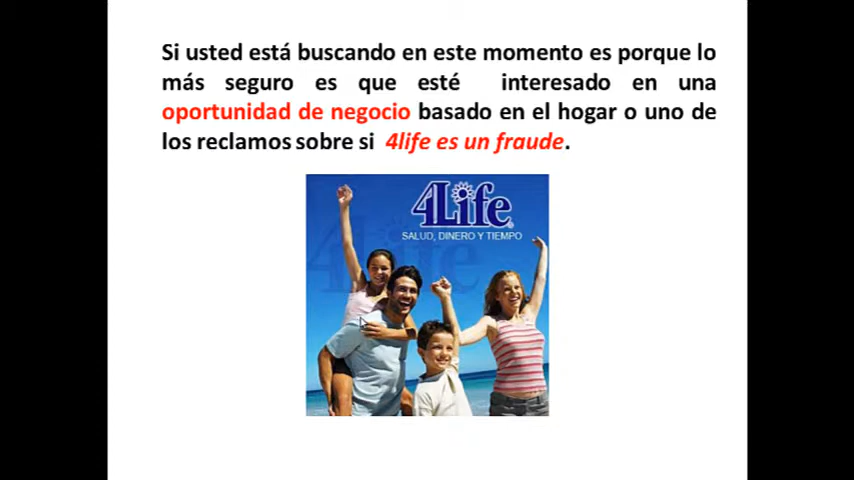 Si usted está buscando en este momento es porque lo
más seguro es que esté interesado en una
oportunidad de negocio basado en el hogar o uno de
los reclamos sobre si 4life es un fraude.
4Life
SALUD, DINERO Y TIEMPO
4Life